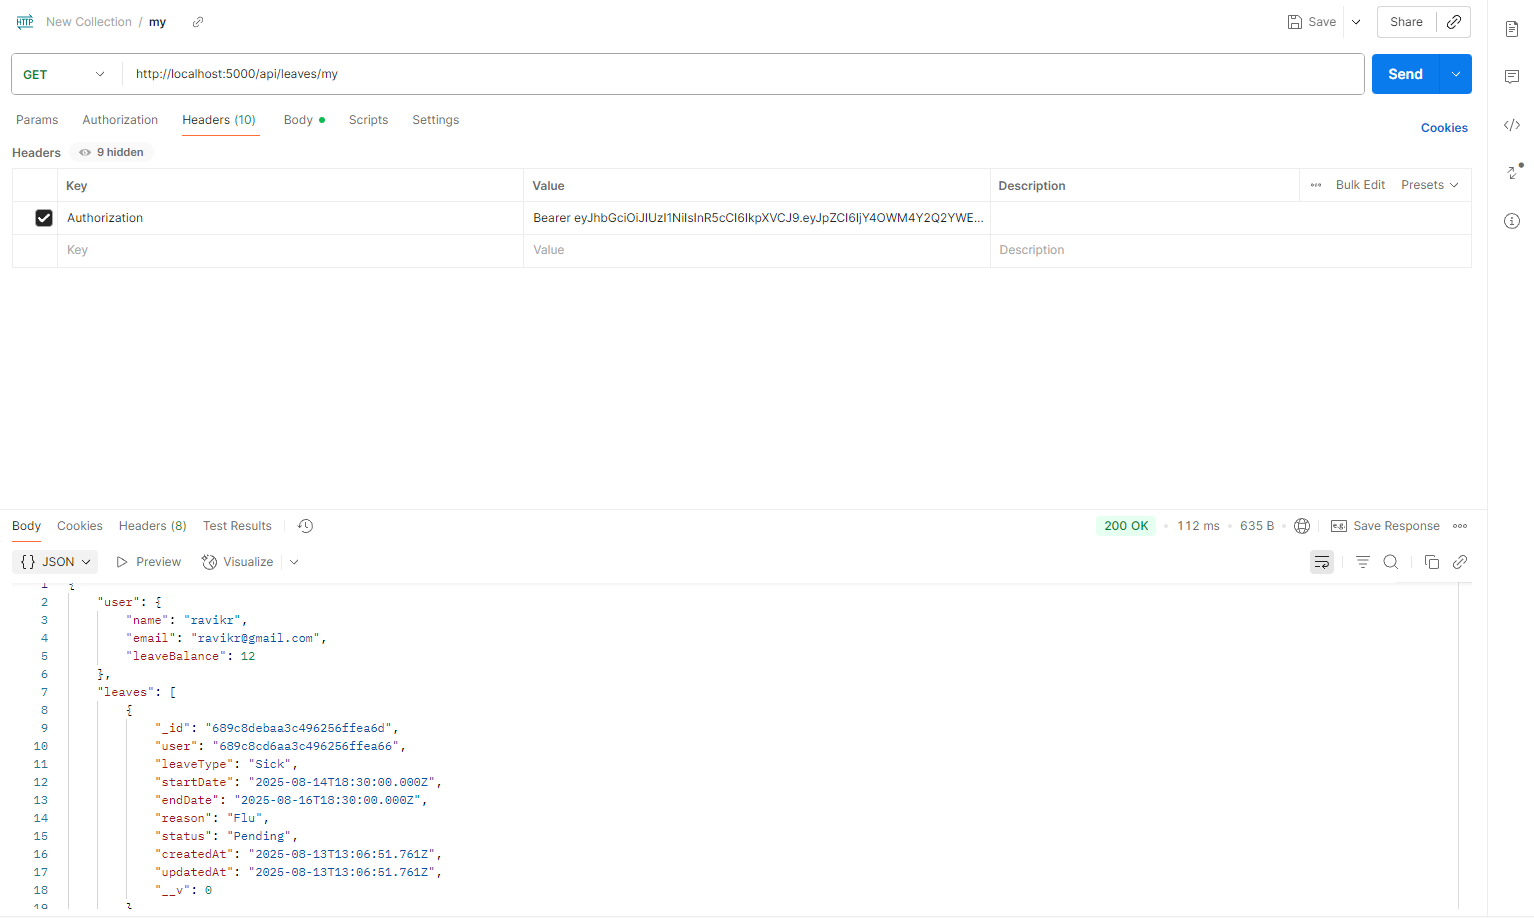 HTTP New Collection / my Save Share
GET http://localhost:5000/api/leaves/my Send
Params Authorization Headers (10) Body Scripts Settings Cookies
Headers 9 hidden
Key Value Description Bulk Edit Presets
Authorization Bearer eyJhbGciOiJIUzI1NiIsInR5cCI6IkpXVCJ9.eyJpZCI6IjY4OWM4Y2Q2YWE...
Key Value Description
Body Cookies Headers (8) Test Results 200 OK 112 ms 635 B e.g. Save Response
{} JSON Preview Visualize
1 {
2 "user": {
3 "name": "ravikr",
4 "email": "ravikr@gmail.com",
5 "leaveBalance": 12
6 },
7 "leaves": [
8 {
9 "_id": "689c8debaa3c496256ffea6d",
10 "user": "689c8cd6aa3c496256ffea66",
11 "leaveType": "Sick",
12 "startDate": "2025-08-14T18:30:00.000Z",
13 "endDate": "2025-08-16T18:30:00.000Z",
14 "reason": "Flu",
15 "status": "Pending",
16 "createdAt": "2025-08-13T13:06:51.761Z",
17 "updatedAt": "2025-08-13T13:06:51.761Z",
18 "__v": 0
19 }